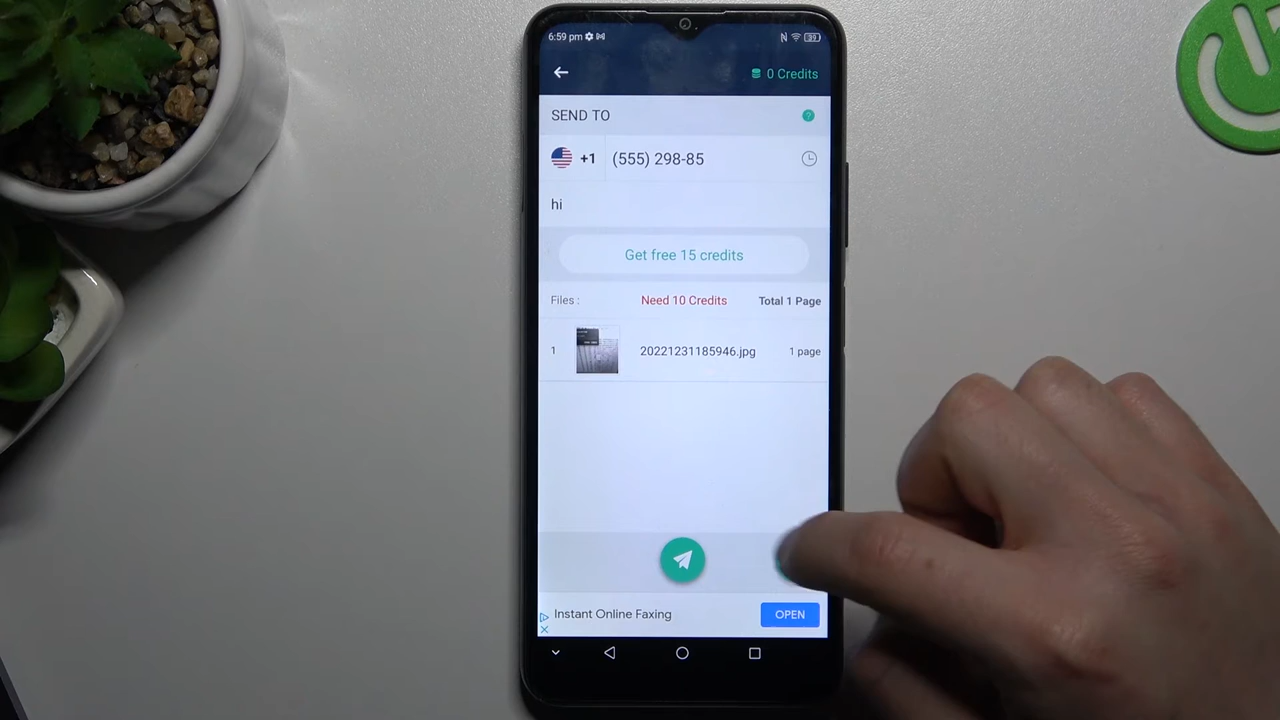 6:59 pm
39
0 Credits
SEND TO
?
+1 (555) 298-85
hi
Get free 15 credits
Files : Need 10 Credits Total 1 Page
1 20221231185946.jpg 1 page
Instant Online Faxing OPEN